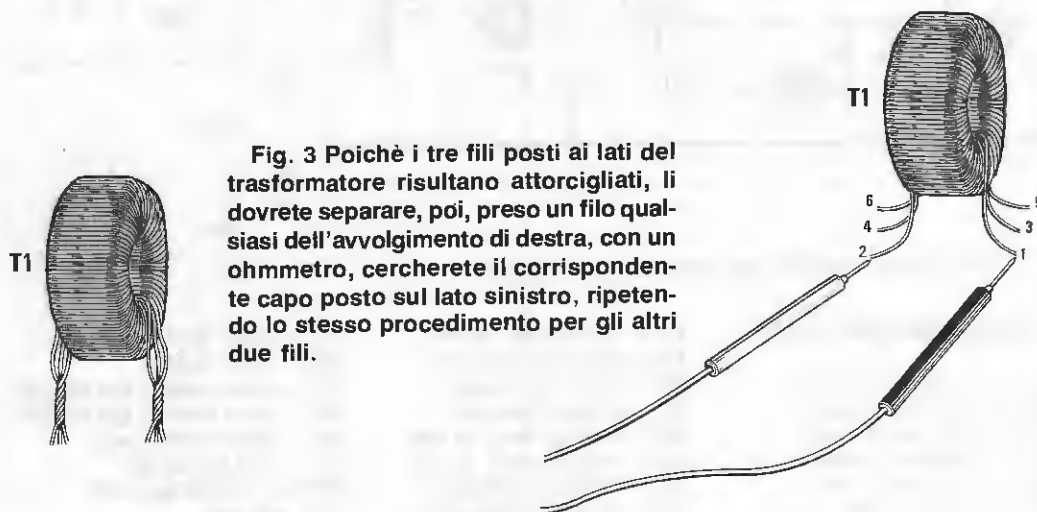 T1
Fig. 3 Poichè i tre fili posti ai lati del
trasformatore risultano attorcigliati, li
dovrete separare, poi, preso un filo qual-
siasi dell'avvolgimento di destra, con un
ohmmetro, cercherete il corrisponden-
te capo posto sul lato sinistro, ripeten-
do lo stesso procedimento per gli altri
due fili.
T1
6
4
2
5
3
1